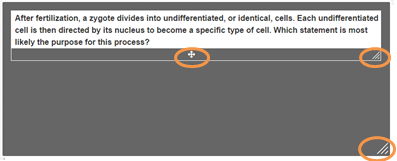 After fertilization, a zygote divides into undifferentiated, or identical, cells. Each undifferentiated
cell is then directed by its nucleus to become a specific type of cell. Which statement is most
likely the purpose for this process?